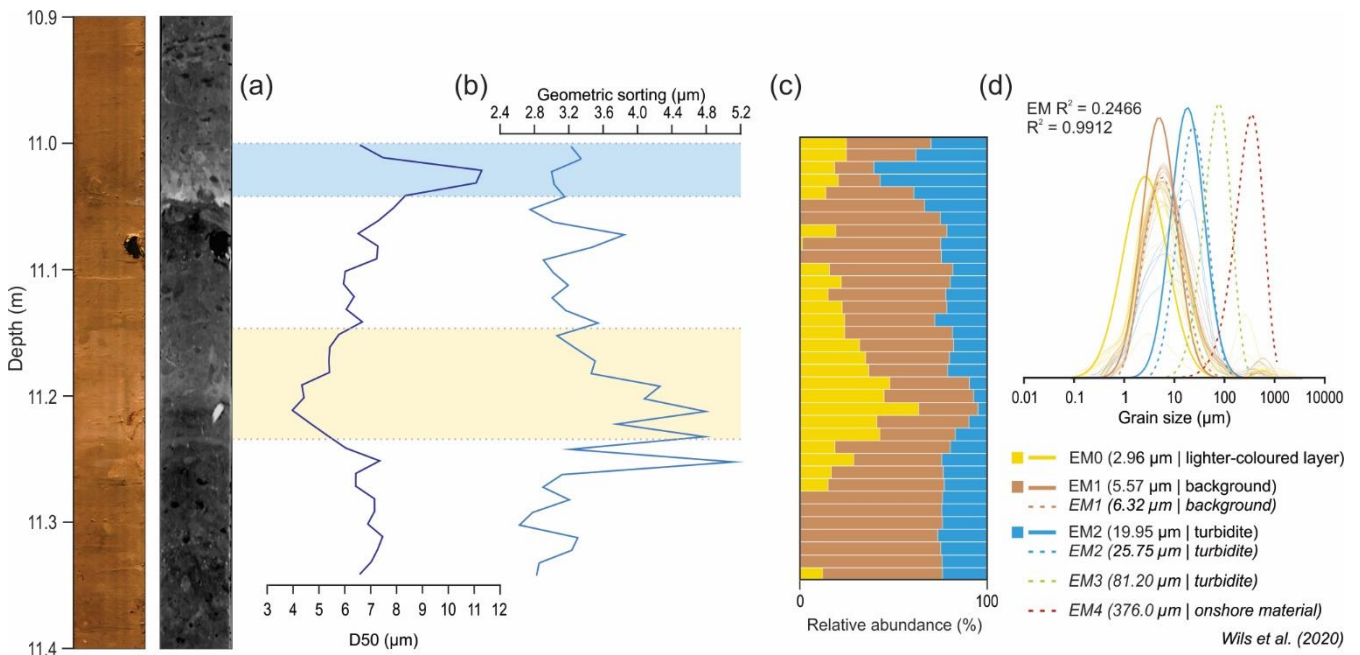 10.9
11.0
11.1
11.2
11.3
11.4
Depth (m)
(a)
3 4 5 6 7 8 9 10 11 12
D50 (µm)
(b)
Geometric sorting (µm)
2.4 2.8 3.2 3.6 4.0 4.4 4.8 5.2
(c)
0 100
Relative abundance (%)
(d)
EM R² = 0.2466
R² = 0.9912
0.01 0.1 1 10 100 1000 10000
Grain size (µm)
EM0 (2.96 µm | lighter-coloured layer)
EM1 (5.57 µm | background)
EM1 (6.32 µm | background)
EM2 (19.95 µm | turbidite)
EM2 (25.75 µm | turbidite)
EM3 (81.20 µm | turbidite)
EM4 (376.0 µm | onshore material)
Wils et al. (2020)